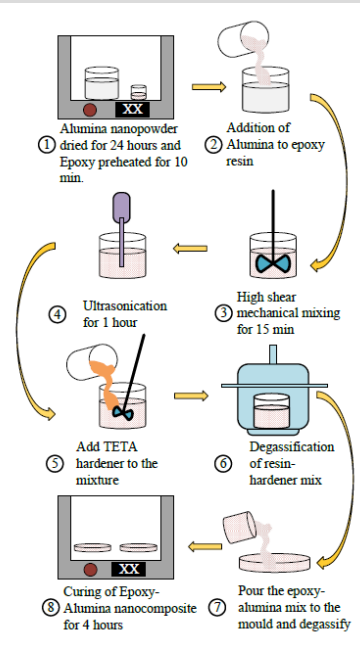 XX
Alumina nanopowder
① dried for 24 hours and
Epoxy preheated for 10
min.
Addition of
② Alumina to epoxy
resin
High shear
③ mechanical mixing
for 15 min
Ultrasonication
④ for 1 hour
Add TETA
⑤ hardener to the
mixture
Degassification
⑥ of resin-
hardener mix
Pour the epoxy-
⑦ alumina mix to the
mould and degassify
XX
Curing of Epoxy-
⑧ Alumina nanocomposite
for 4 hours